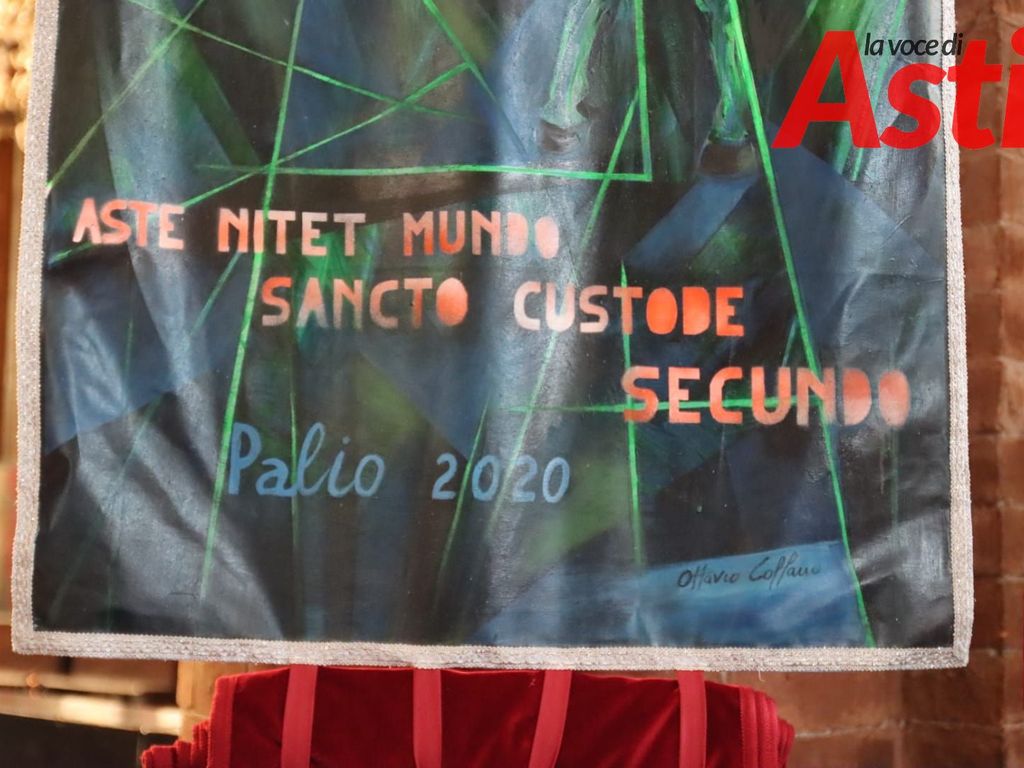 la voce di
Asti
ASTE NITET MUNDO
SANCTO CUSTODE
SECUNDO
Palio 2020
Ottavio Coffano